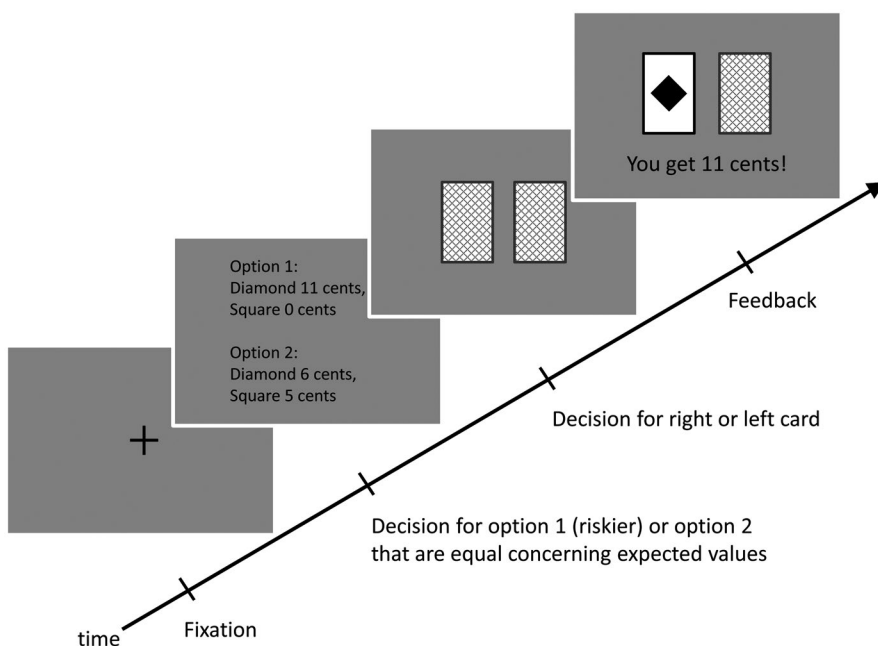 You get 11 cents!
Option 1:
Diamond 11 cents,
Square 0 cents
Option 2:
Diamond 6 cents,
Square 5 cents
Feedback
Decision for right or left card
Decision for option 1 (riskier) or option 2
that are equal concerning expected values
Fixation
time